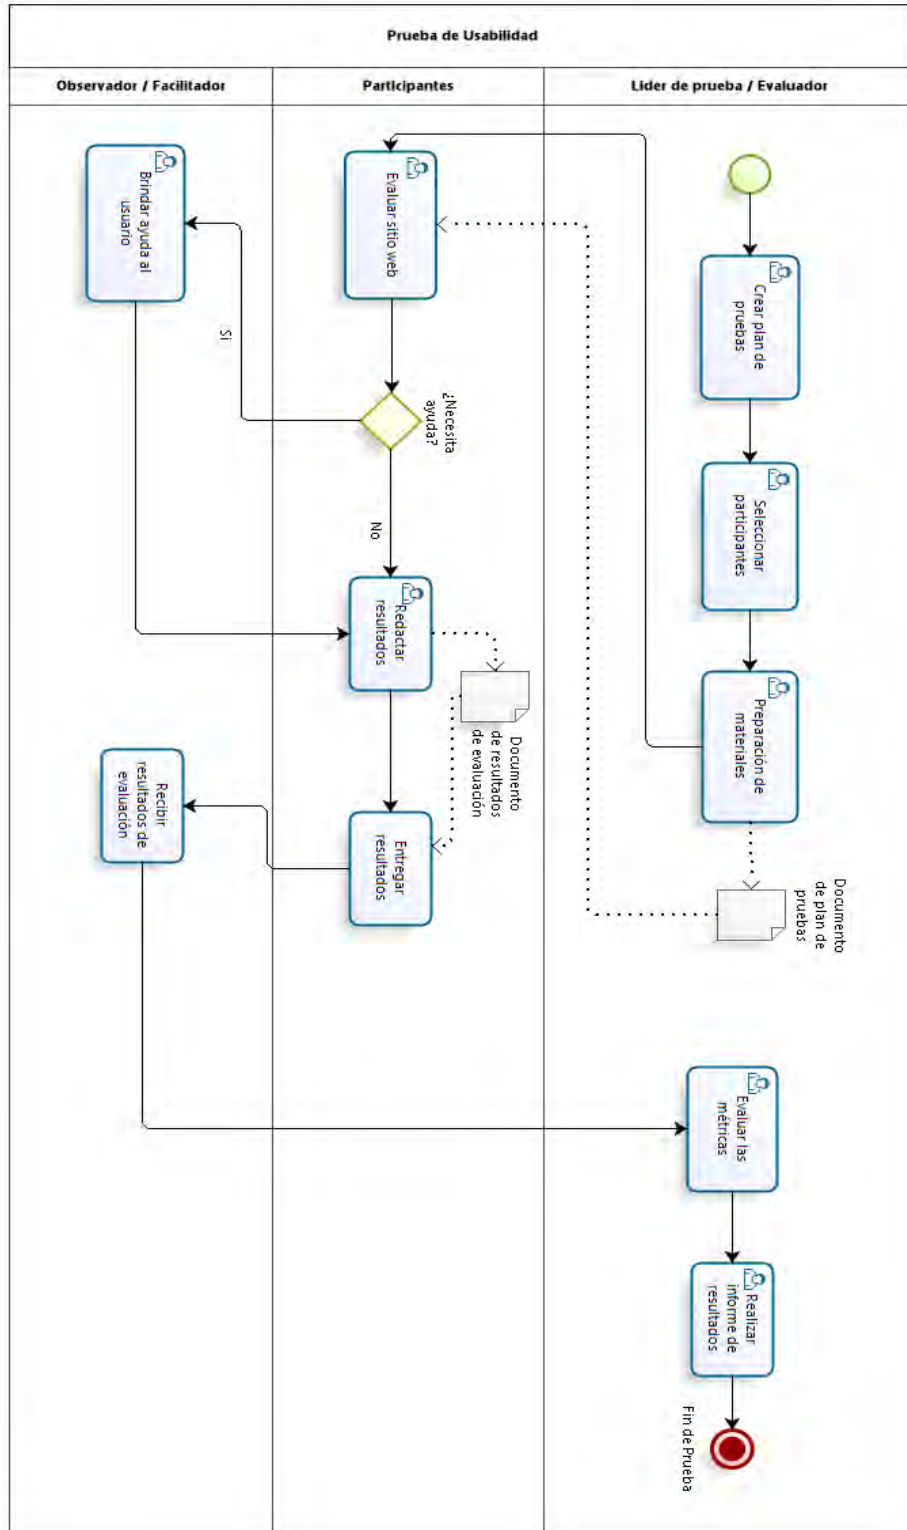 Prueba de Usabilidad
Observador / Facilitador
Participantes
Lider de prueba / Evaluador
Crear plan de
pruebas
Seleccionar
participantes
Preparación de
materiales
Documento
de plan de
pruebas
Evaluar sitio web
¿Necesita
ayuda?
Si
No
Brindar ayuda al
usuario
Redactar
resultados
Documento
de resultados
de evaluación
Entregar
resultados
Recibir
resultados de
evaluación
Evaluar las
métricas
Realizar
informe de
resultados
Fin de Prueba